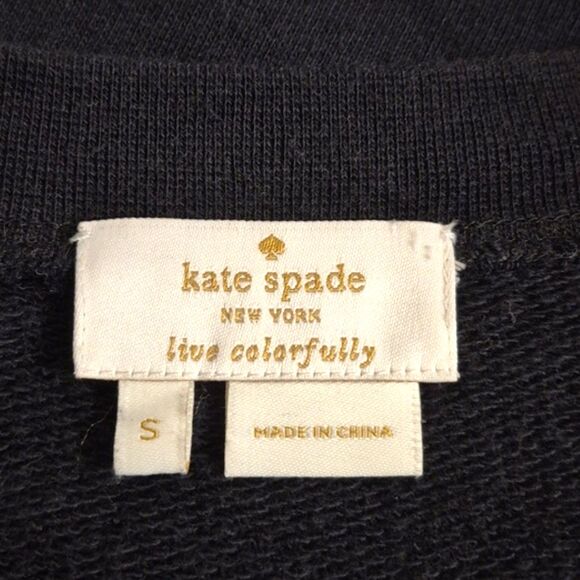 kate spade
NEW YORK
live colorfully
S
MADE IN CHINA